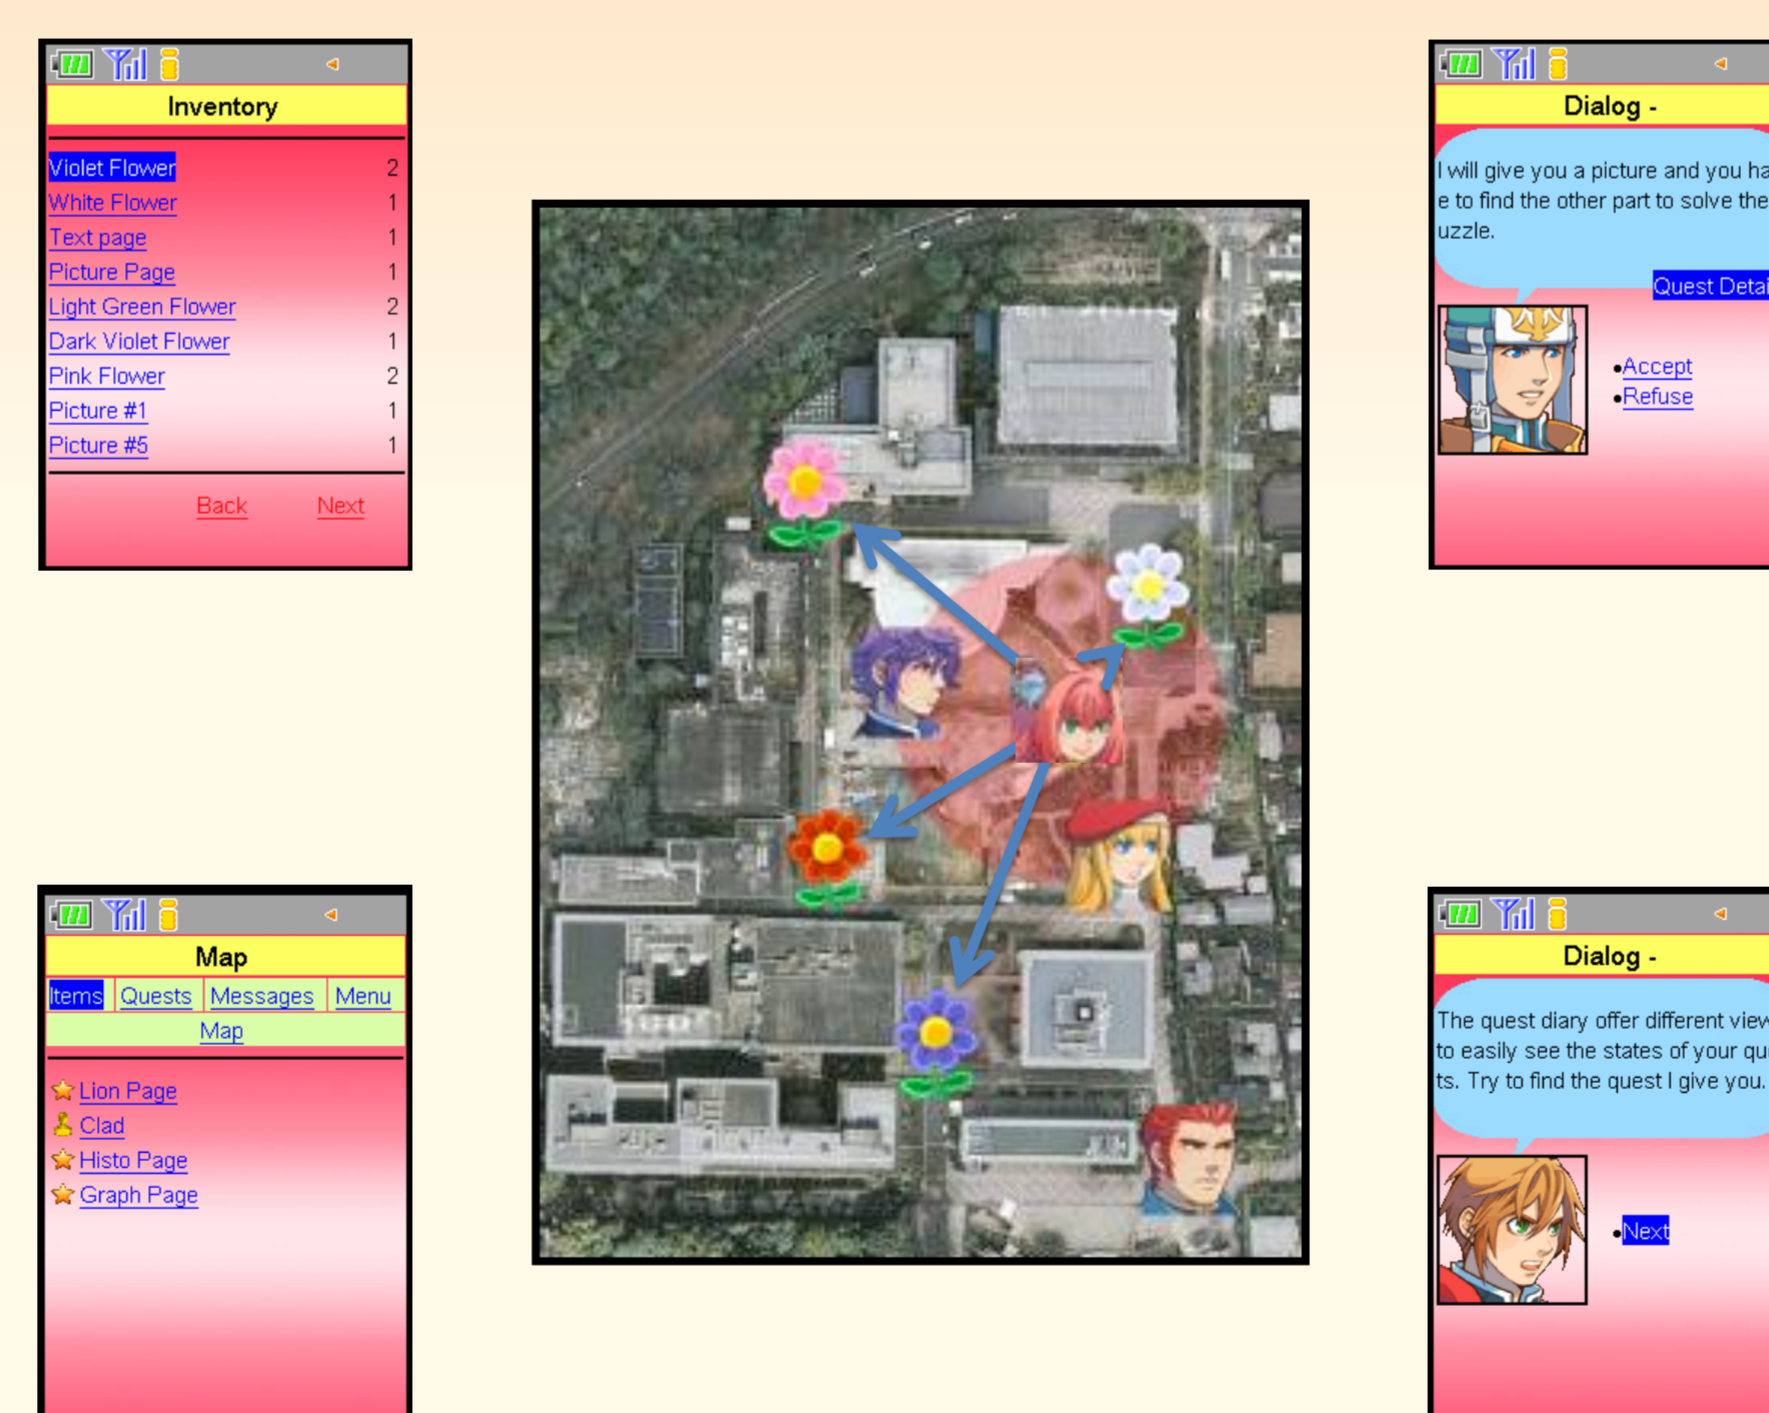 Inventory
Violet Flower 2
White Flower 1
Text page 1
Picture Page 1
Light Green Flower 2
Dark Violet Flower 1
Pink Flower 2
Picture #1 1
Picture #5 1
Back Next
Dialog -
I will give you a picture and you ha
e to find the other part to solve the
uzzle.
Quest Detai
•Accept
•Refuse
Map
Items Quests Messages Menu
Map
Lion Page
Clad
Histo Page
Graph Page
Dialog -
The quest diary offer different view
to easily see the states of your qu
ts. Try to find the quest I give you.
•Next